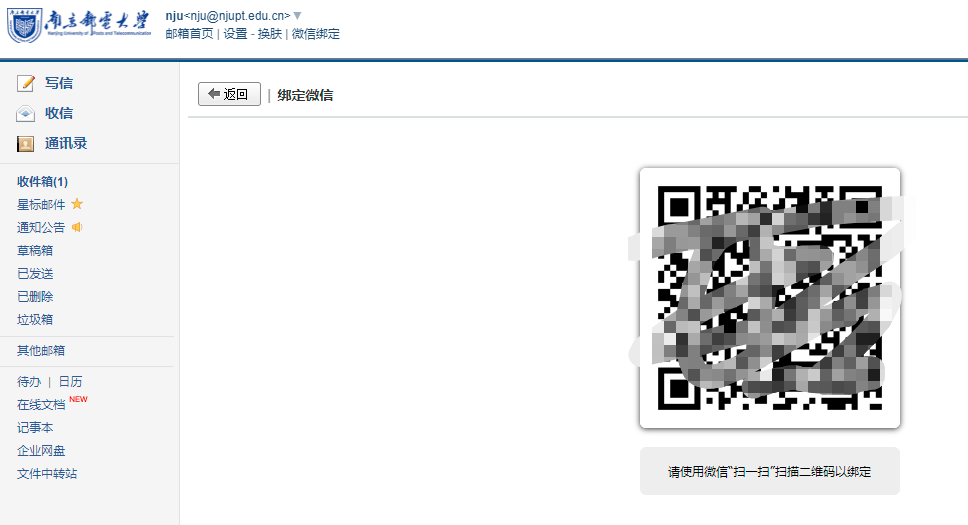 南京邮电大学
Nanjing University of Posts and Telecommunications
nju<nju@njupt.edu.cn>
邮箱首页 | 设置 - 换肤 | 微信绑定
写信
收信
通讯录
返回 | 绑定微信
收件箱(1)
星标邮件
通知公告
草稿箱
已发送
已删除
垃圾箱
其他邮箱
待办 | 日历
在线文档 NEW
记事本
企业网盘
文件中转站
请使用微信“扫一扫”扫描二维码以绑定